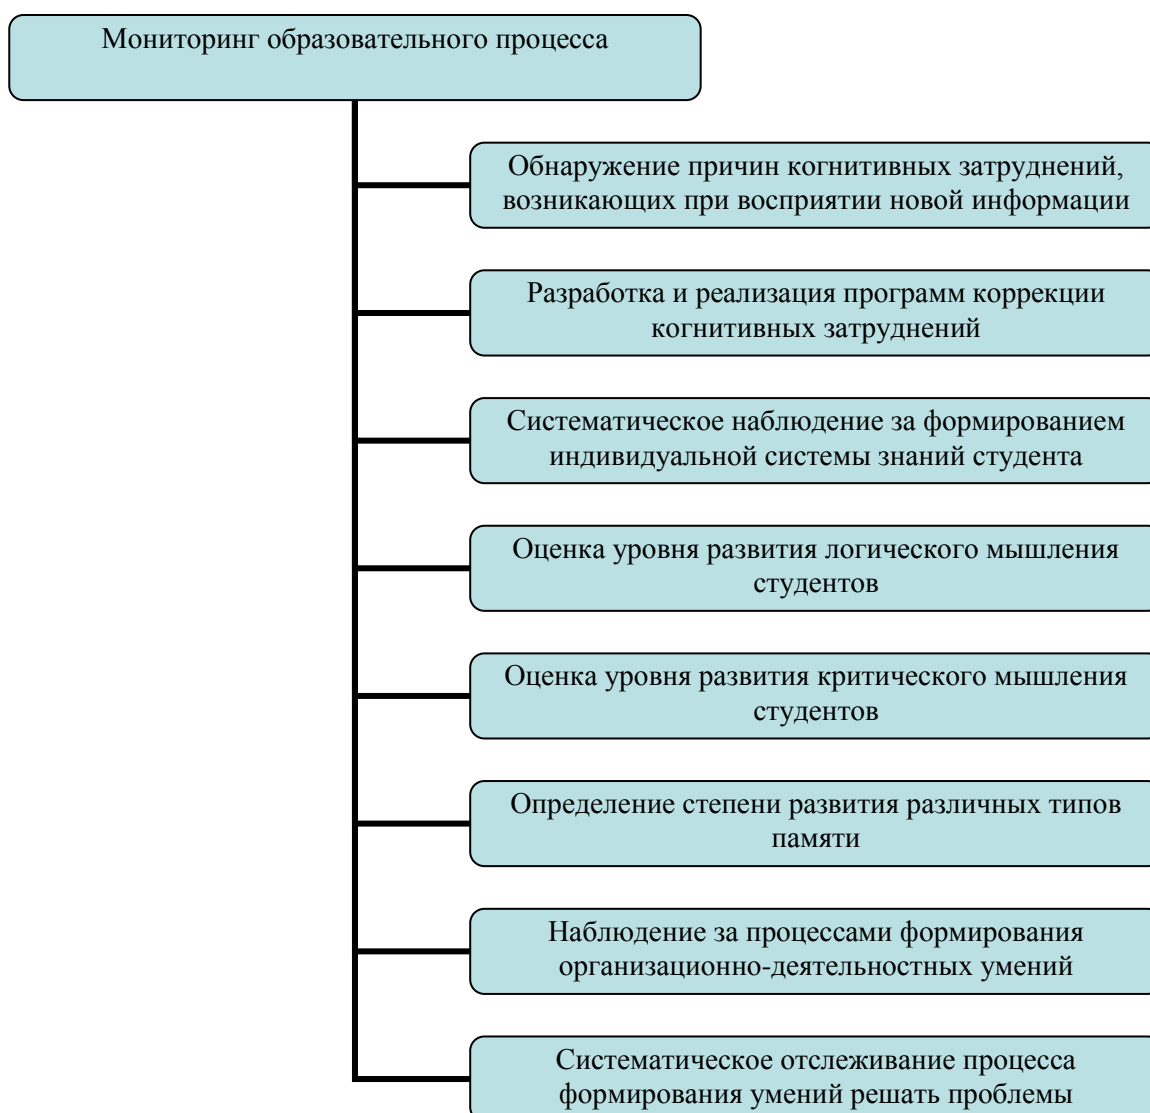 Мониторинг образовательного процесса
Обнаружение причин когнитивных затруднений,
возникающих при восприятии новой информации
Разработка и реализация программ коррекции
когнитивных затруднений
Систематическое наблюдение за формированием
индивидуальной системы знаний студента
Оценка уровня развития логического мышления
студентов
Оценка уровня развития критического мышления
студентов
Определение степени развития различных типов
памяти
Наблюдение за процессами формирования
организационно-деятельностных умений
Систематическое отслеживание процесса
формирования умений решать проблемы